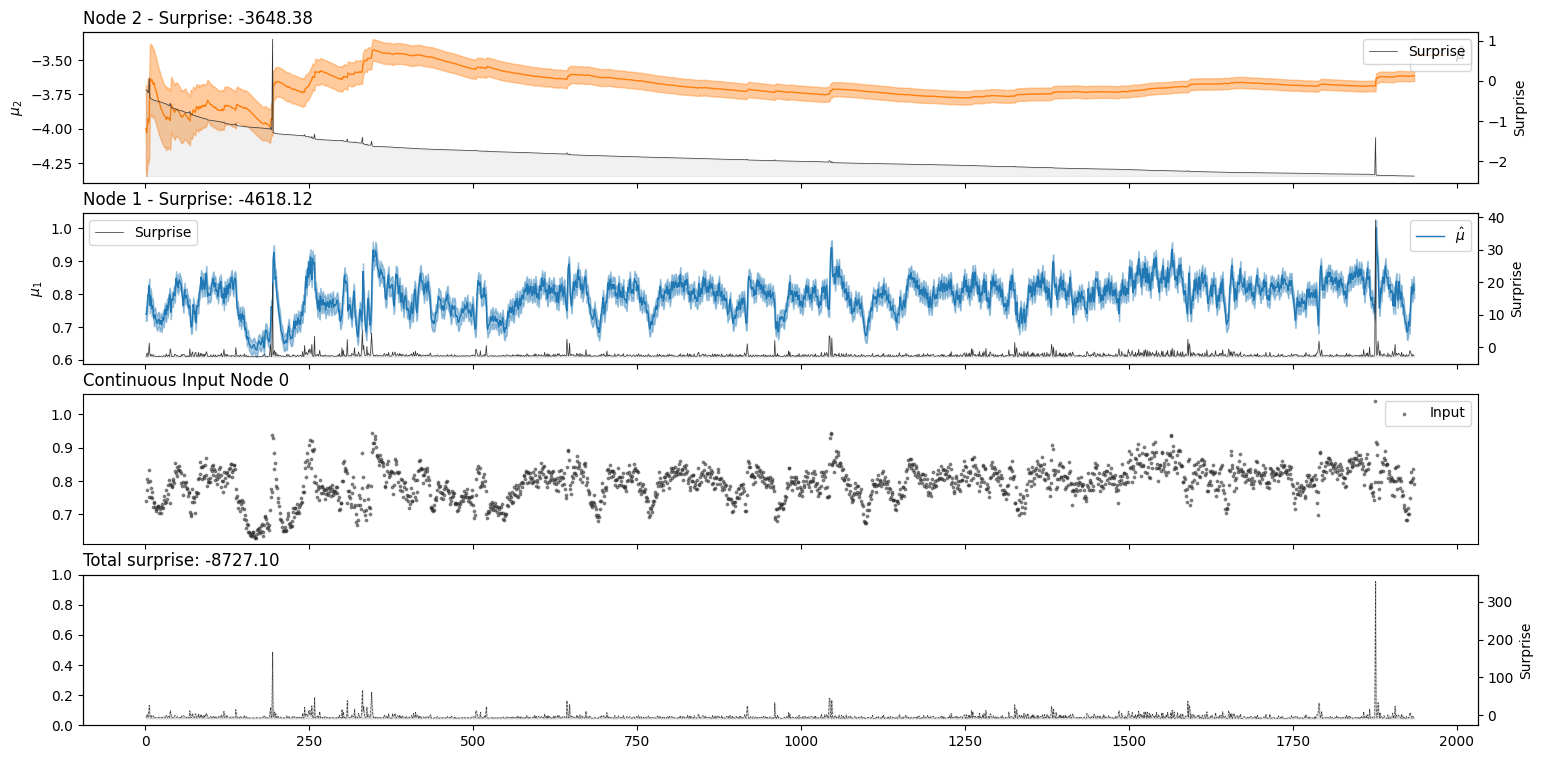 Node 2 - Surprise: -3648.38
−3.50
−3.75
−4.00
−4.25
μ2
Surprise
1
0
−1
−2
Surprise
Node 1 - Surprise: -4618.12
1.0
0.9
0.8
0.7
0.6
μ1
Surprise
μ̂
40
30
20
10
0
Surprise
Continuous Input Node 0
1.0
0.9
0.8
0.7
Input
Total surprise: -8727.10
1.0
0.8
0.6
0.4
0.2
0.0
300
200
100
0
Surprise
0 250 500 750 1000 1250 1500 1750 2000